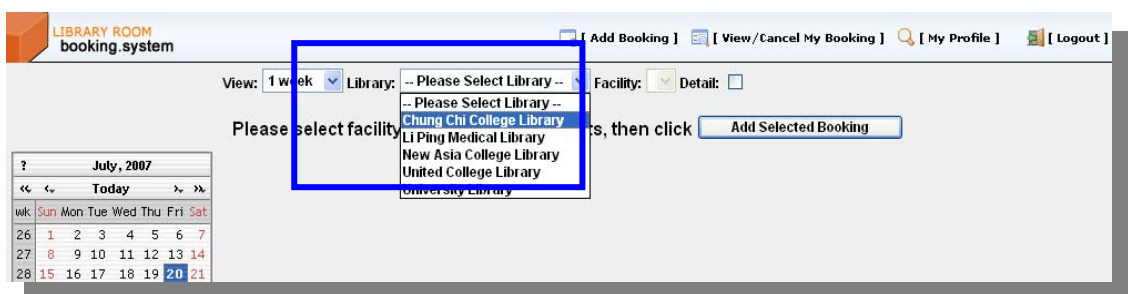 LIBRARY ROOM
booking.system
[ Add Booking ] [ View/Cancel My Booking ] [ My Profile ] [ Logout ]
View: 1 week Library: -- Please Select Library -- Facility: Detail:
-- Please Select Library --
Chung Chi College Library
Li Ping Medical Library
New Asia College Library
United College Library
University Library
Please select facility ts, then click Add Selected Booking
? July, 2007
« ‹ Today › »
wk Sun Mon Tue Wed Thu Fri Sat
26 1 2 3 4 5 6 7
27 8 9 10 11 12 13 14
28 15 16 17 18 19 20 21